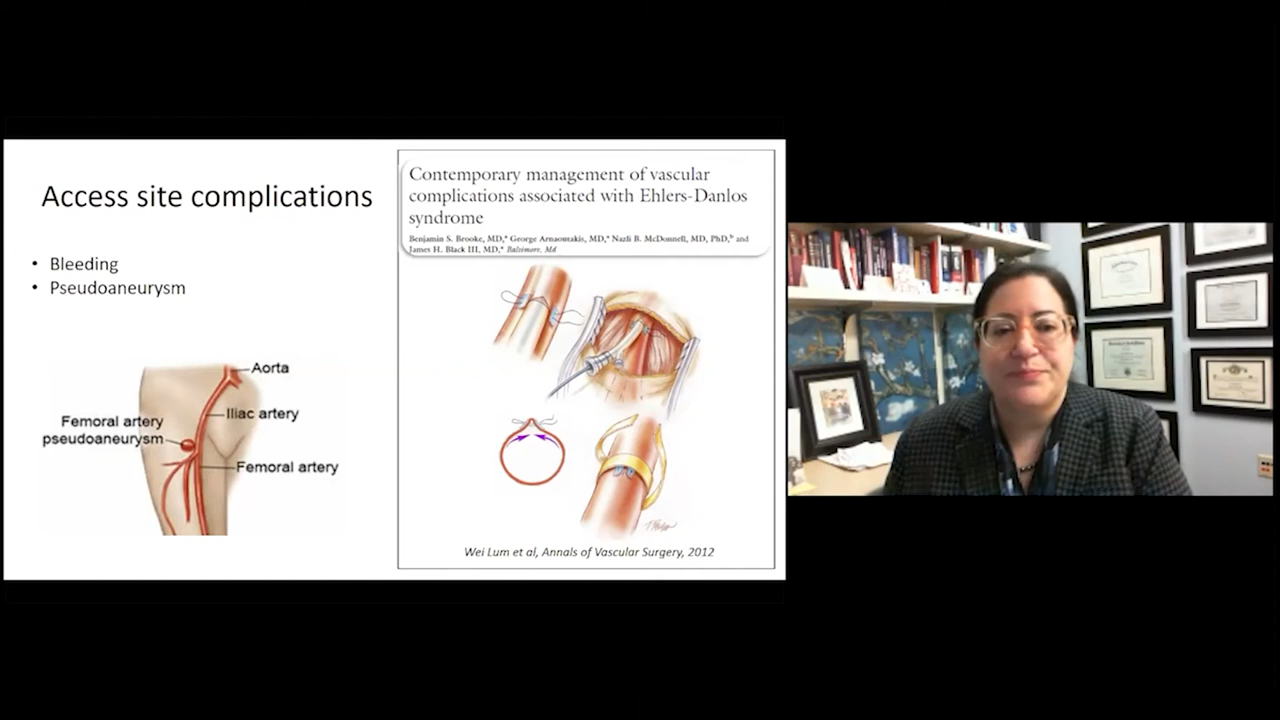 Access site complications
• Bleeding
• Pseudoaneurysm
Aorta
Iliac artery
Femoral artery
pseudoaneurysm
Femoral artery
Contemporary management of vascular
complications associated with Ehlers-Danlos
syndrome
Benjamin S. Brooke, MD,ᵃ George Arnaoutakis, MD,ᵃ Nazli B. McDonnell, MD, PhD,ᵇ and
James H. Black III, MD,ᵃ Baltimore, Md
Wei Lum et al, Annals of Vascular Surgery, 2012